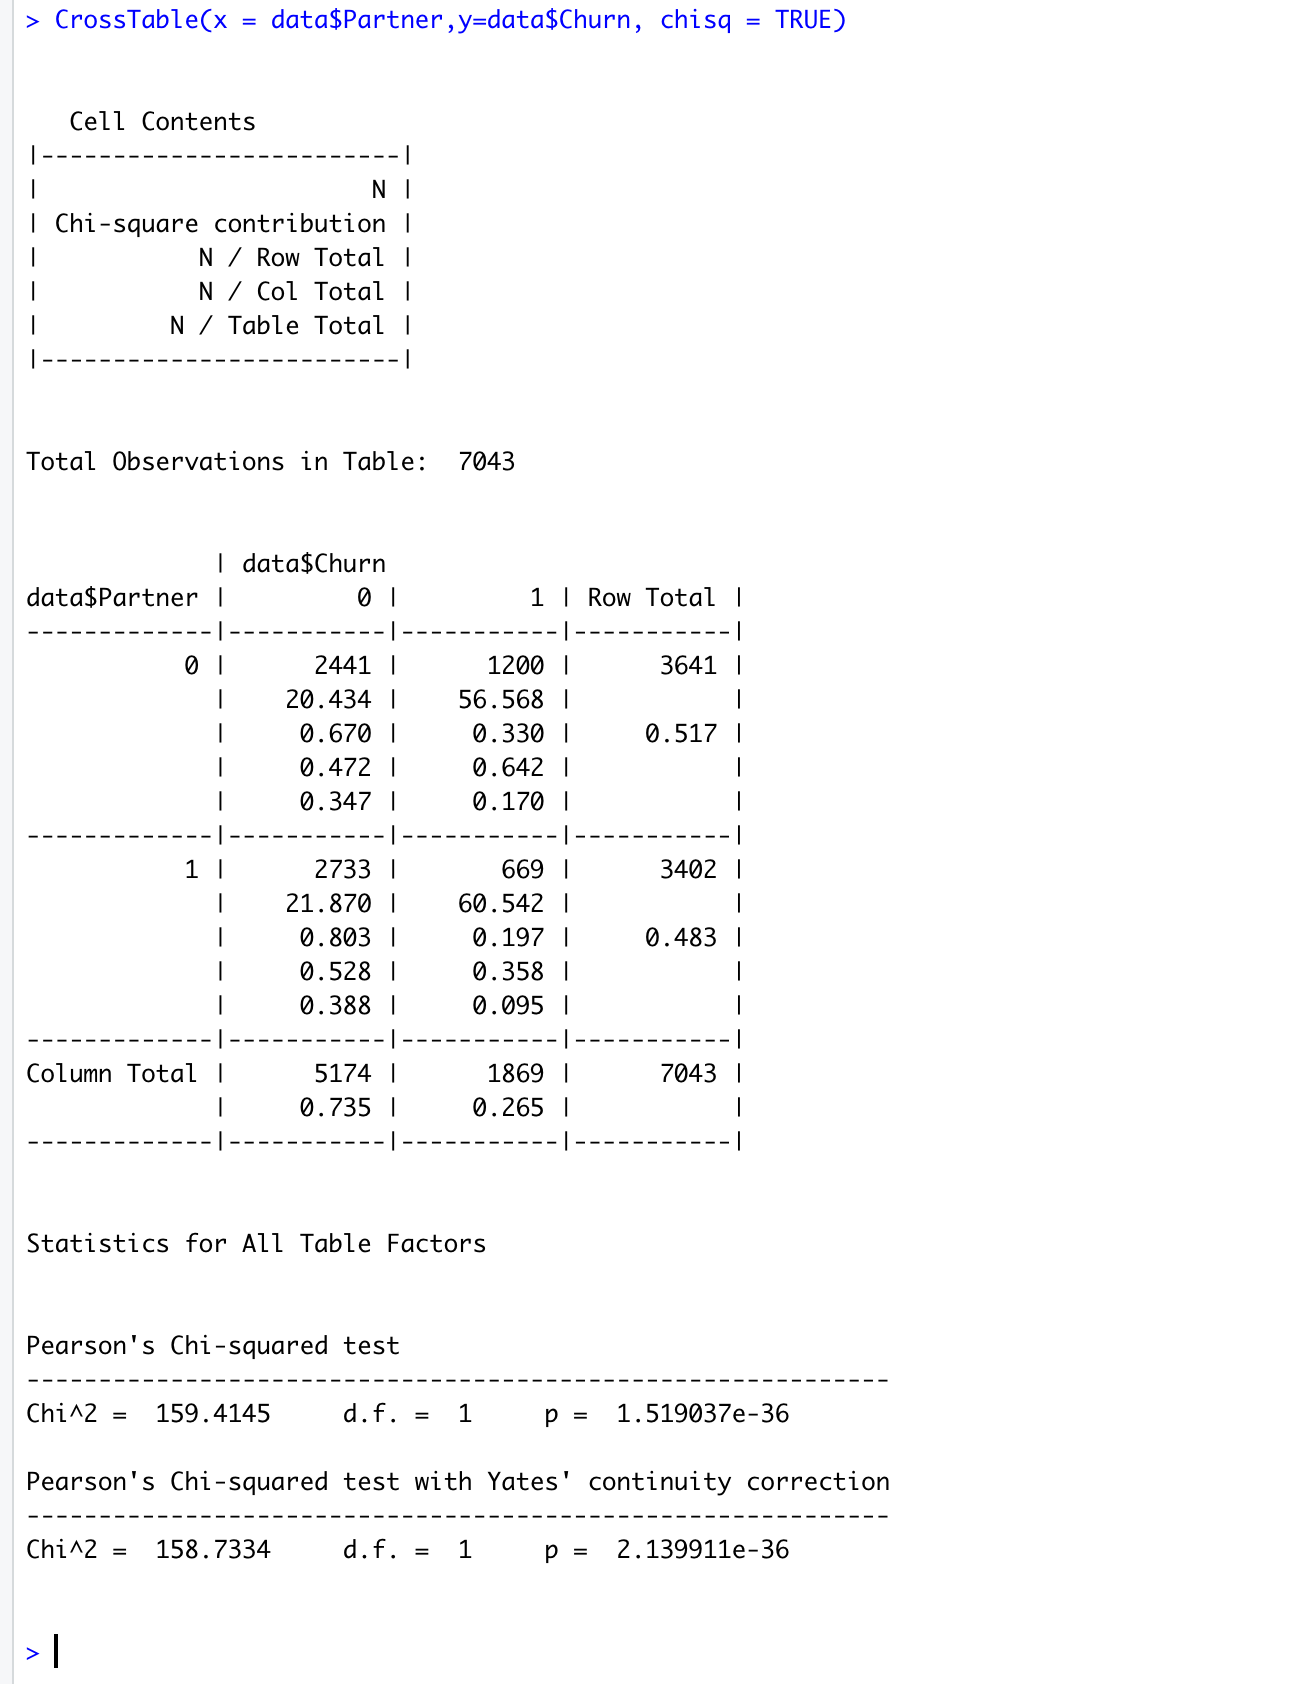 > CrossTable(x = data$Partner,y=data$Churn, chisq = TRUE)
   Cell Contents
|-------------------------|
|                       N |
| Chi-square contribution |
|           N / Row Total |
|           N / Col Total |
|         N / Table Total |
|-------------------------|
Total Observations in Table:  7043
             | data$Churn
data$Partner |         0 |         1 | Row Total |
-------------|-----------|-----------|-----------|
           0 |      2441 |      1200 |      3641 |
             |    20.434 |    56.568 |           |
             |     0.670 |     0.330 |     0.517 |
             |     0.472 |     0.642 |           |
             |     0.347 |     0.170 |           |
-------------|-----------|-----------|-----------|
           1 |      2733 |       669 |      3402 |
             |    21.870 |    60.542 |           |
             |     0.803 |     0.197 |     0.483 |
             |     0.528 |     0.358 |           |
             |     0.388 |     0.095 |           |
-------------|-----------|-----------|-----------|
Column Total |      5174 |      1869 |      7043 |
             |     0.735 |     0.265 |           |
-------------|-----------|-----------|-----------|
Statistics for All Table Factors
Pearson's Chi-squared test
------------------------------------------------------------
Chi^2 =  159.4145     d.f. =  1     p =  1.519037e-36
Pearson's Chi-squared test with Yates' continuity correction
------------------------------------------------------------
Chi^2 =  158.7334     d.f. =  1     p =  2.139911e-36
>